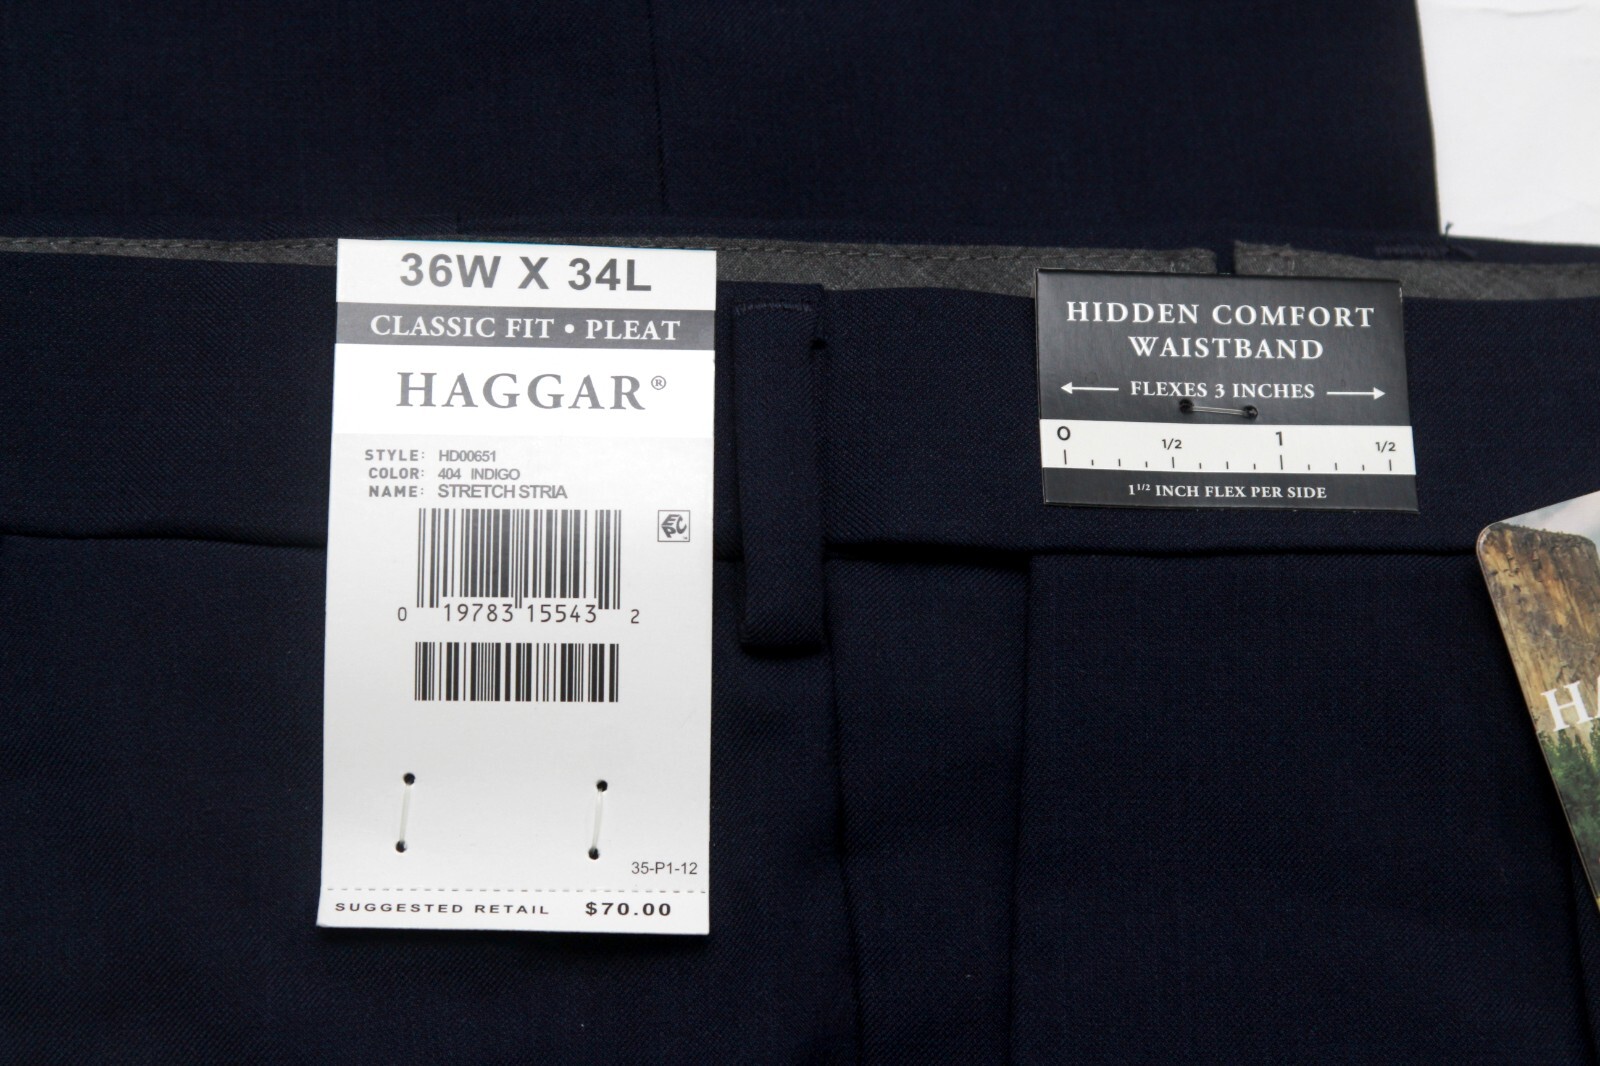 36W X 34L
CLASSIC FIT • PLEAT
HAGGAR®
STYLE: HD00651
COLOR: 404 INDIGO
NAME: STRETCH STRIA
EPC
0 19783 15543 2
35-P1-12
SUGGESTED RETAIL $70.00
HIDDEN COMFORT
WAISTBAND
FLEXES 3 INCHES
0 1/2 1 1/2
1 1/2 INCH FLEX PER SIDE